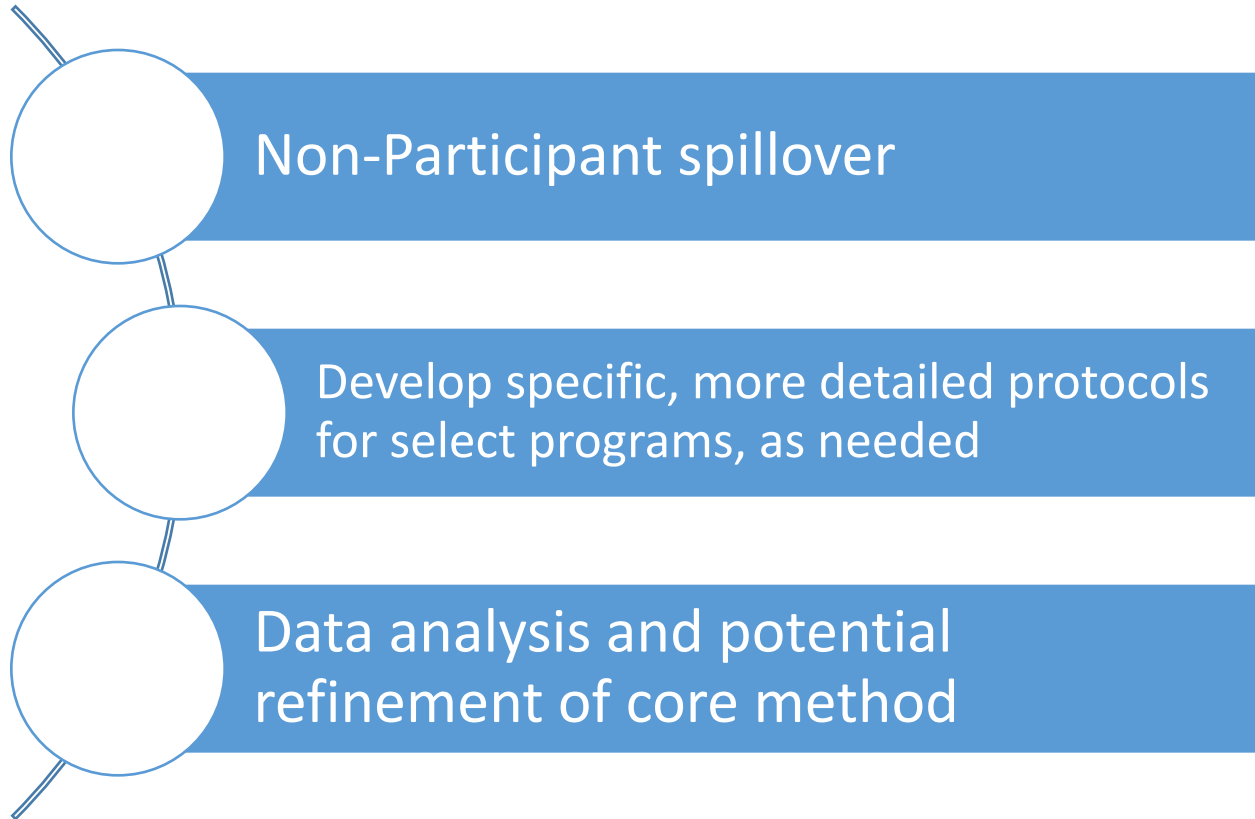 Non-Participant spillover
Develop specific, more detailed protocols
for select programs, as needed
Data analysis and potential
refinement of core method